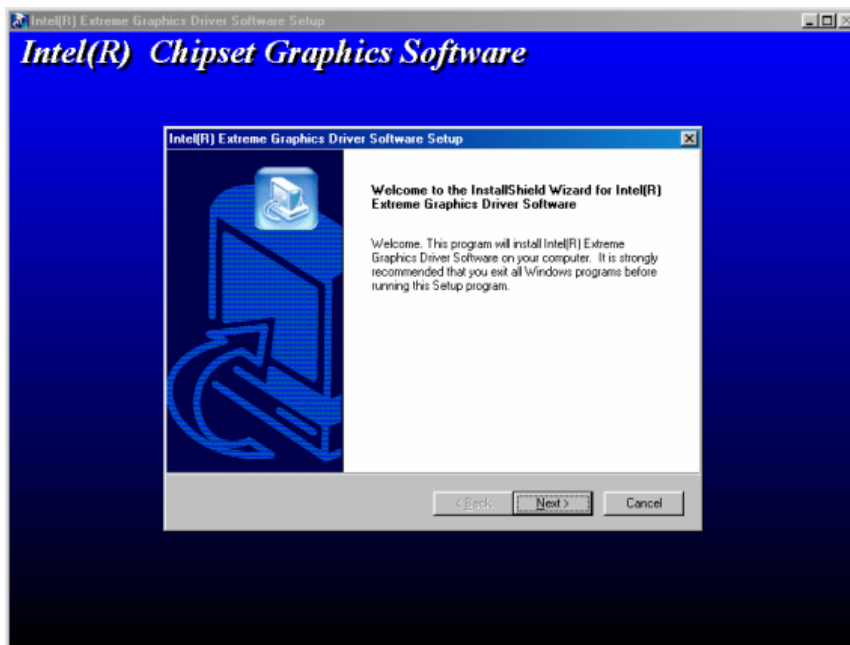 Intel(R) Extreme Graphics Driver Software Setup
Intel(R) Chipset Graphics Software
Intel(R) Extreme Graphics Driver Software Setup
Welcome to the InstallShield Wizard for Intel(R)
Extreme Graphics Driver Software
Welcome. This program will install Intel(R) Extreme
Graphics Driver Software on your computer. It is strongly
recommended that you exit all Windows programs before
running this Setup program.
< Back Next > Cancel